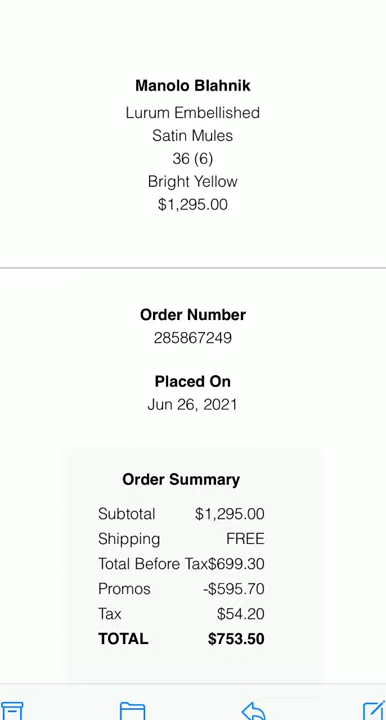 Manolo Blahnik
Lurum Embellished
Satin Mules
36 (6)
Bright Yellow
$1,295.00
Order Number
285867249
Placed On
Jun 26, 2021
Order Summary
Subtotal $1,295.00
Shipping FREE
Total Before Tax$699.30
Promos -$595.70
Tax $54.20
TOTAL $753.50